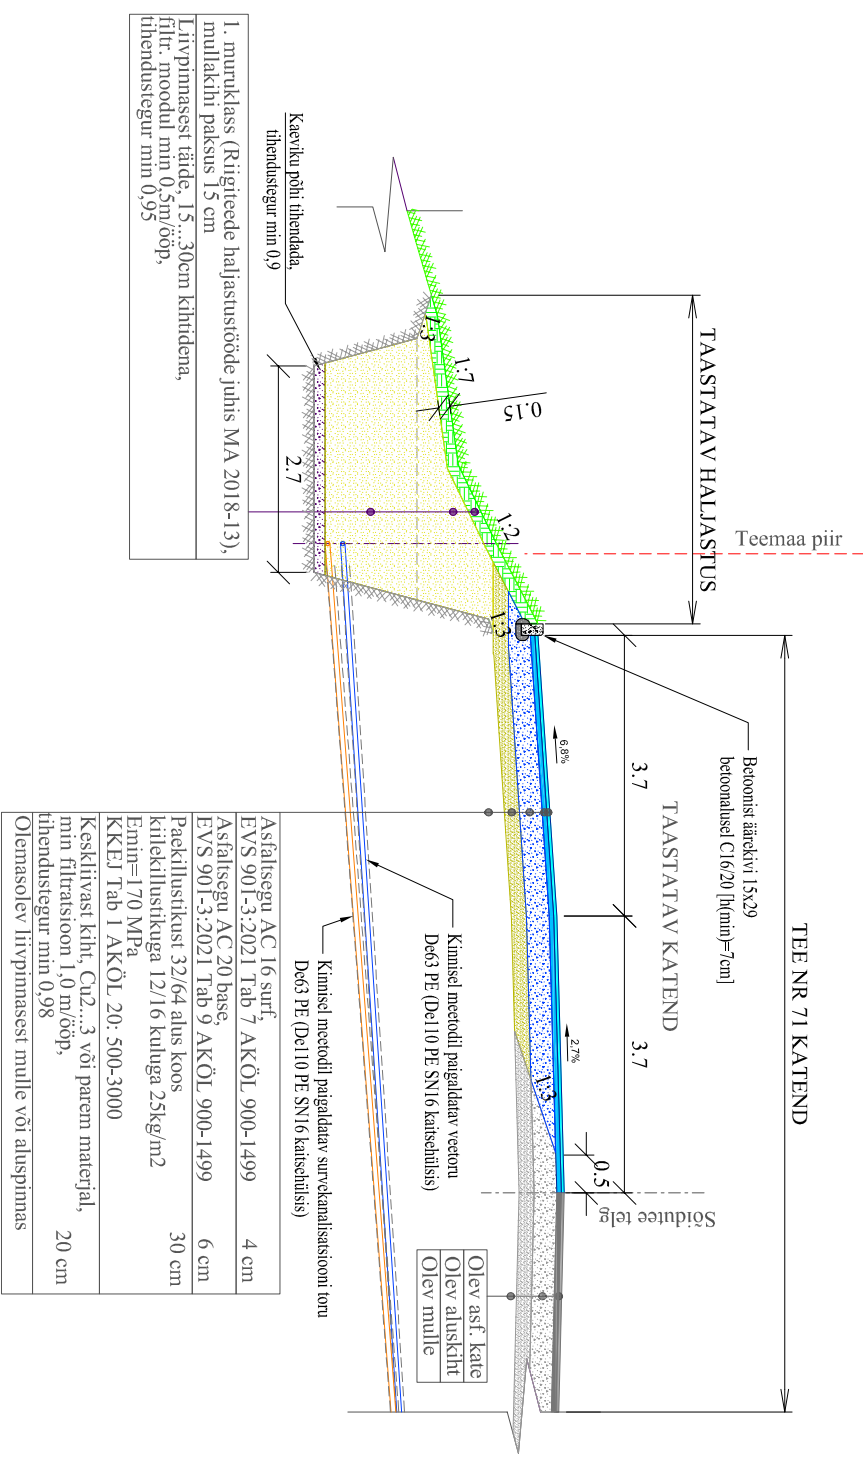 TEE NR 71 KATEND
TAASTATAV HALJASTUS
TAASTATAV KATEND
Teemaa piir
3.7
3.7
0.5
0.15
1:7
1:3
1:2
1:3
1:3
6,8%
2,7%
2.7
Sõidutee telg
Betoonist äärekivi 15x29
betoonalusel C16/20 [h(min)=7cm]
Olev asf. kate
Olev aluskiht
Olev mulle
Kinnisel meetodil paigaldatav veetoru
De63 PE (De110 PE SN16 kaitsehülsis)
Kinnisel meetodil paigaldatav survekanalisatsiooni toru
De63 PE (De110 PE SN16 kaitsehülsis)
Kaeviku põhi tihendada,
tihendustegur min 0,9
1. muruklass (Riigiteede haljastustööde juhis MA 2018-13),
mullakihi paksus 15 cm
Liivpinnasest täide, 15...30cm kihtidena,
filtr. moodul min 0,5m/ööp,
tihendustegur min 0,95
Asfaltsegu AC 16 surf,
EVS 901-3:2021 Tab 7 AKÖL 900-1499 4 cm
Asfaltsegu AC 20 base,
EVS 901-3:2021 Tab 9 AKÖL 900-1499 6 cm
Paekillustikust 32/64 alus koos
kiilekillustikuga 12/16 kuluga 25kg/m2 30 cm
Emin=170 MPa
KKEJ Tab 1 AKÖL 20: 500-3000
Keskliivast kiht, Cu2...3 või parem materjal,
min filtratsioon 1,0 m/ööp, 20 cm
tihendustegur min 0,98
Olemasolev liivpinnasest mulle või aluspinnas